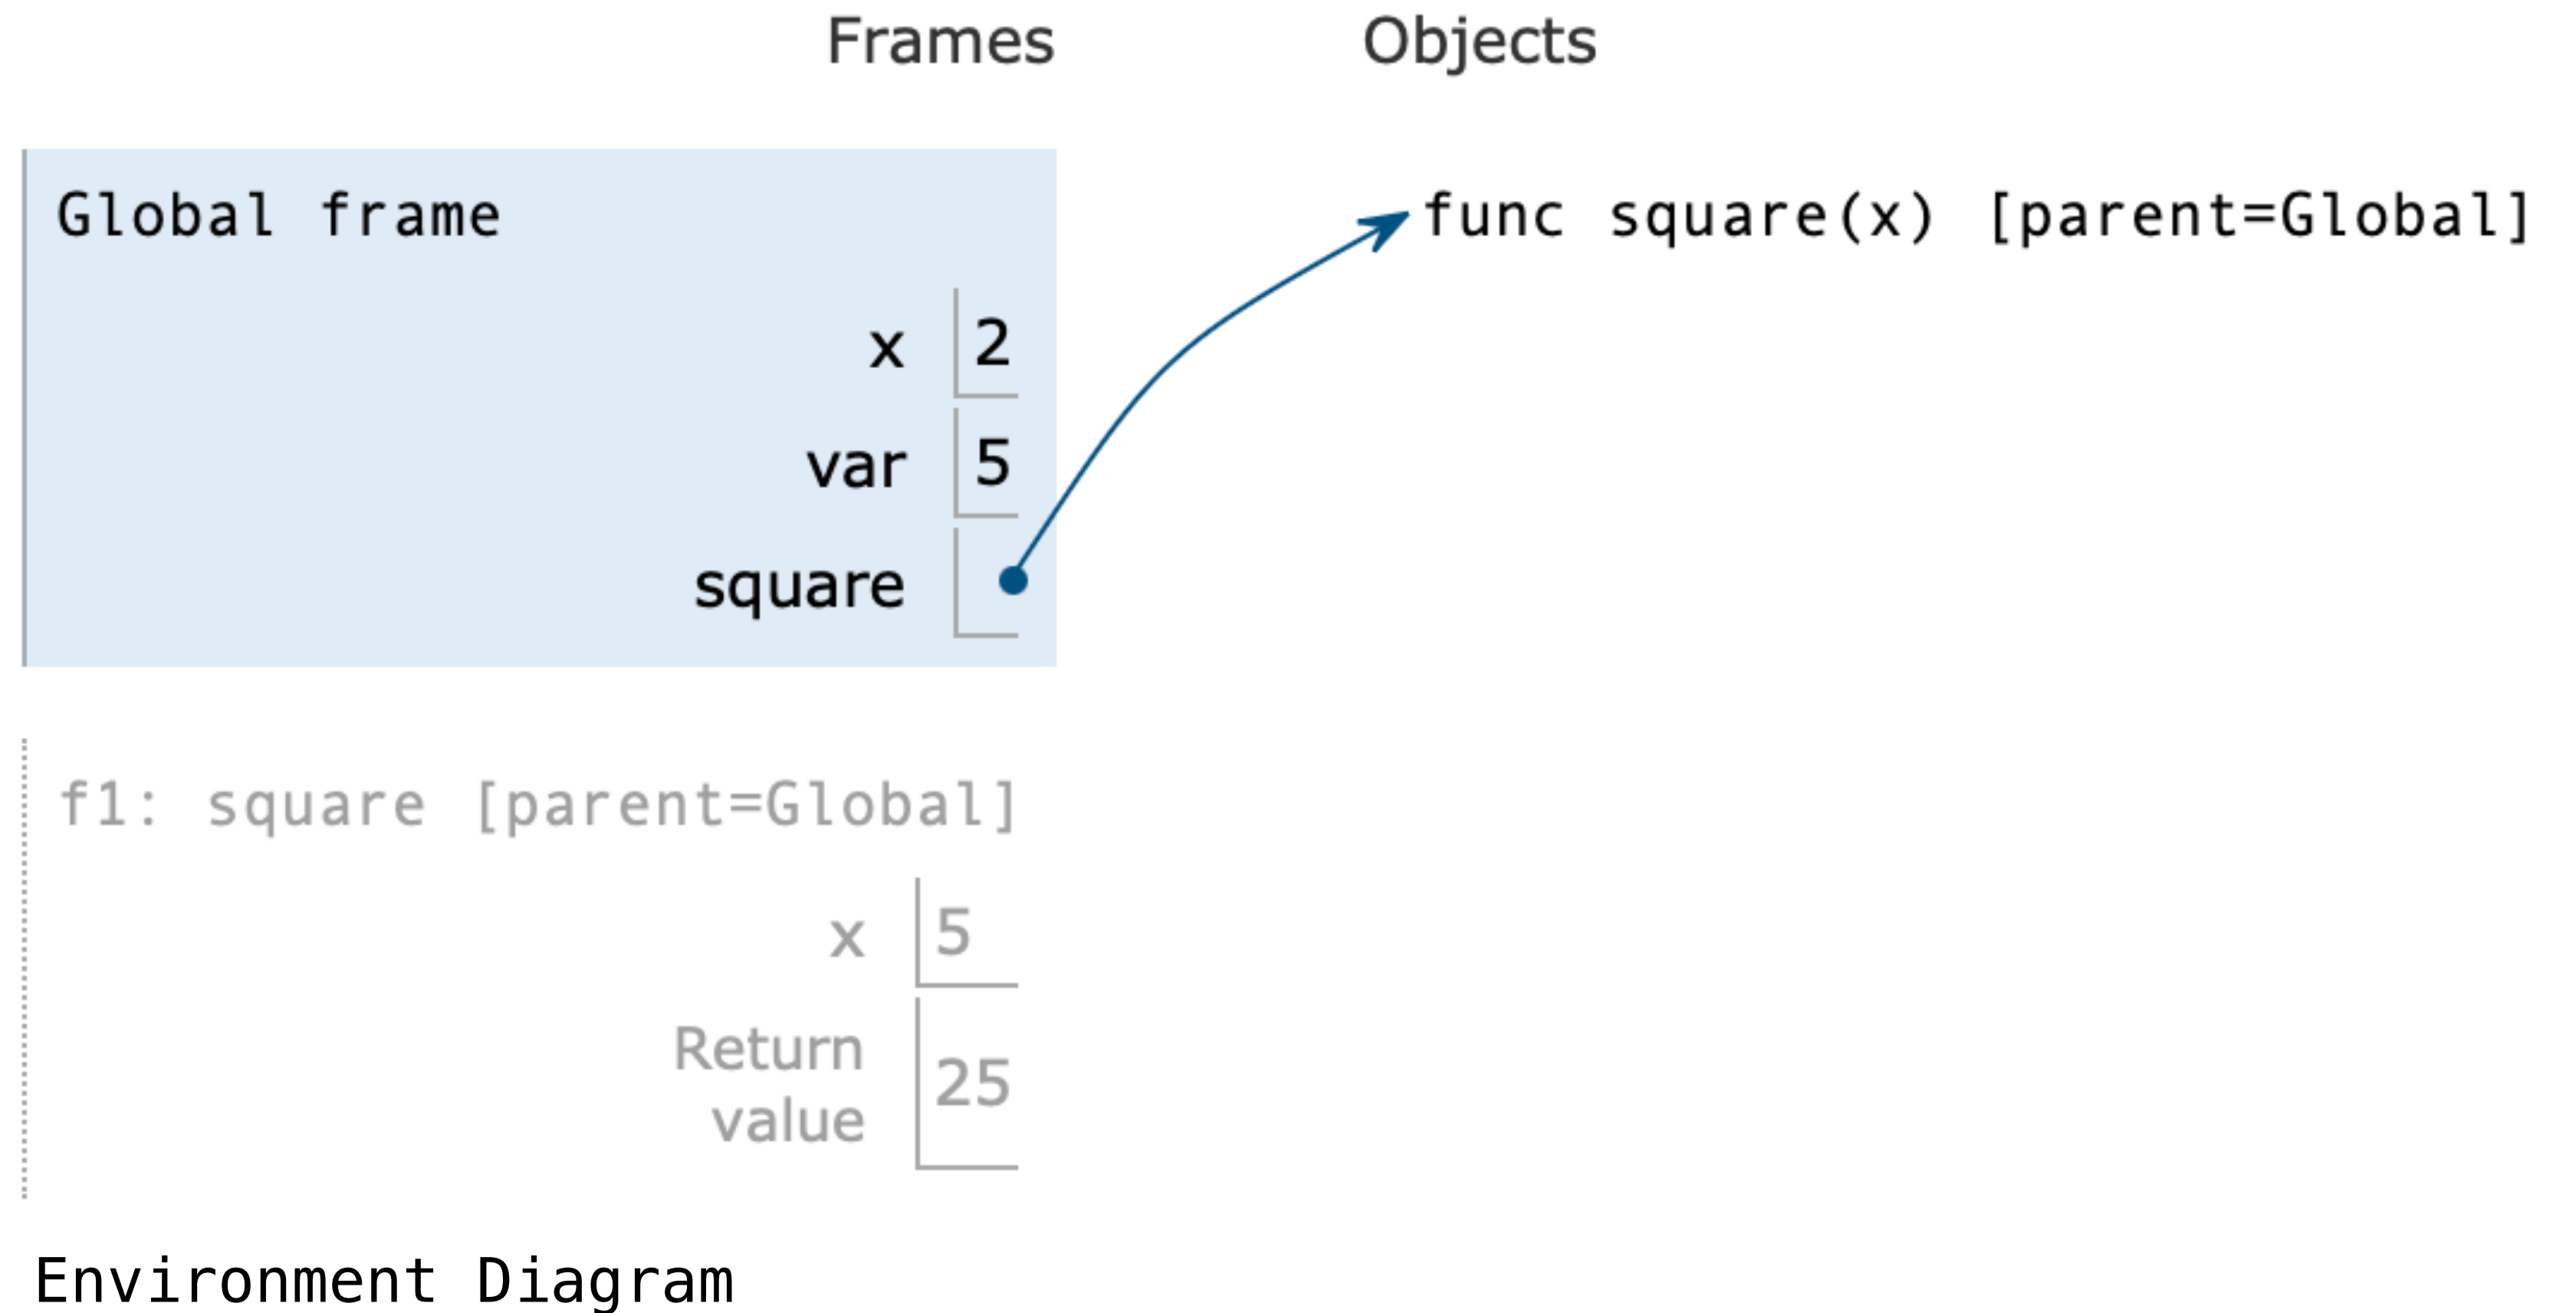 Frames Objects
Global frame
func square(x) [parent=Global]
x 2
var 5
square
f1: square [parent=Global]
x 5
Return
value
25
Environment Diagram